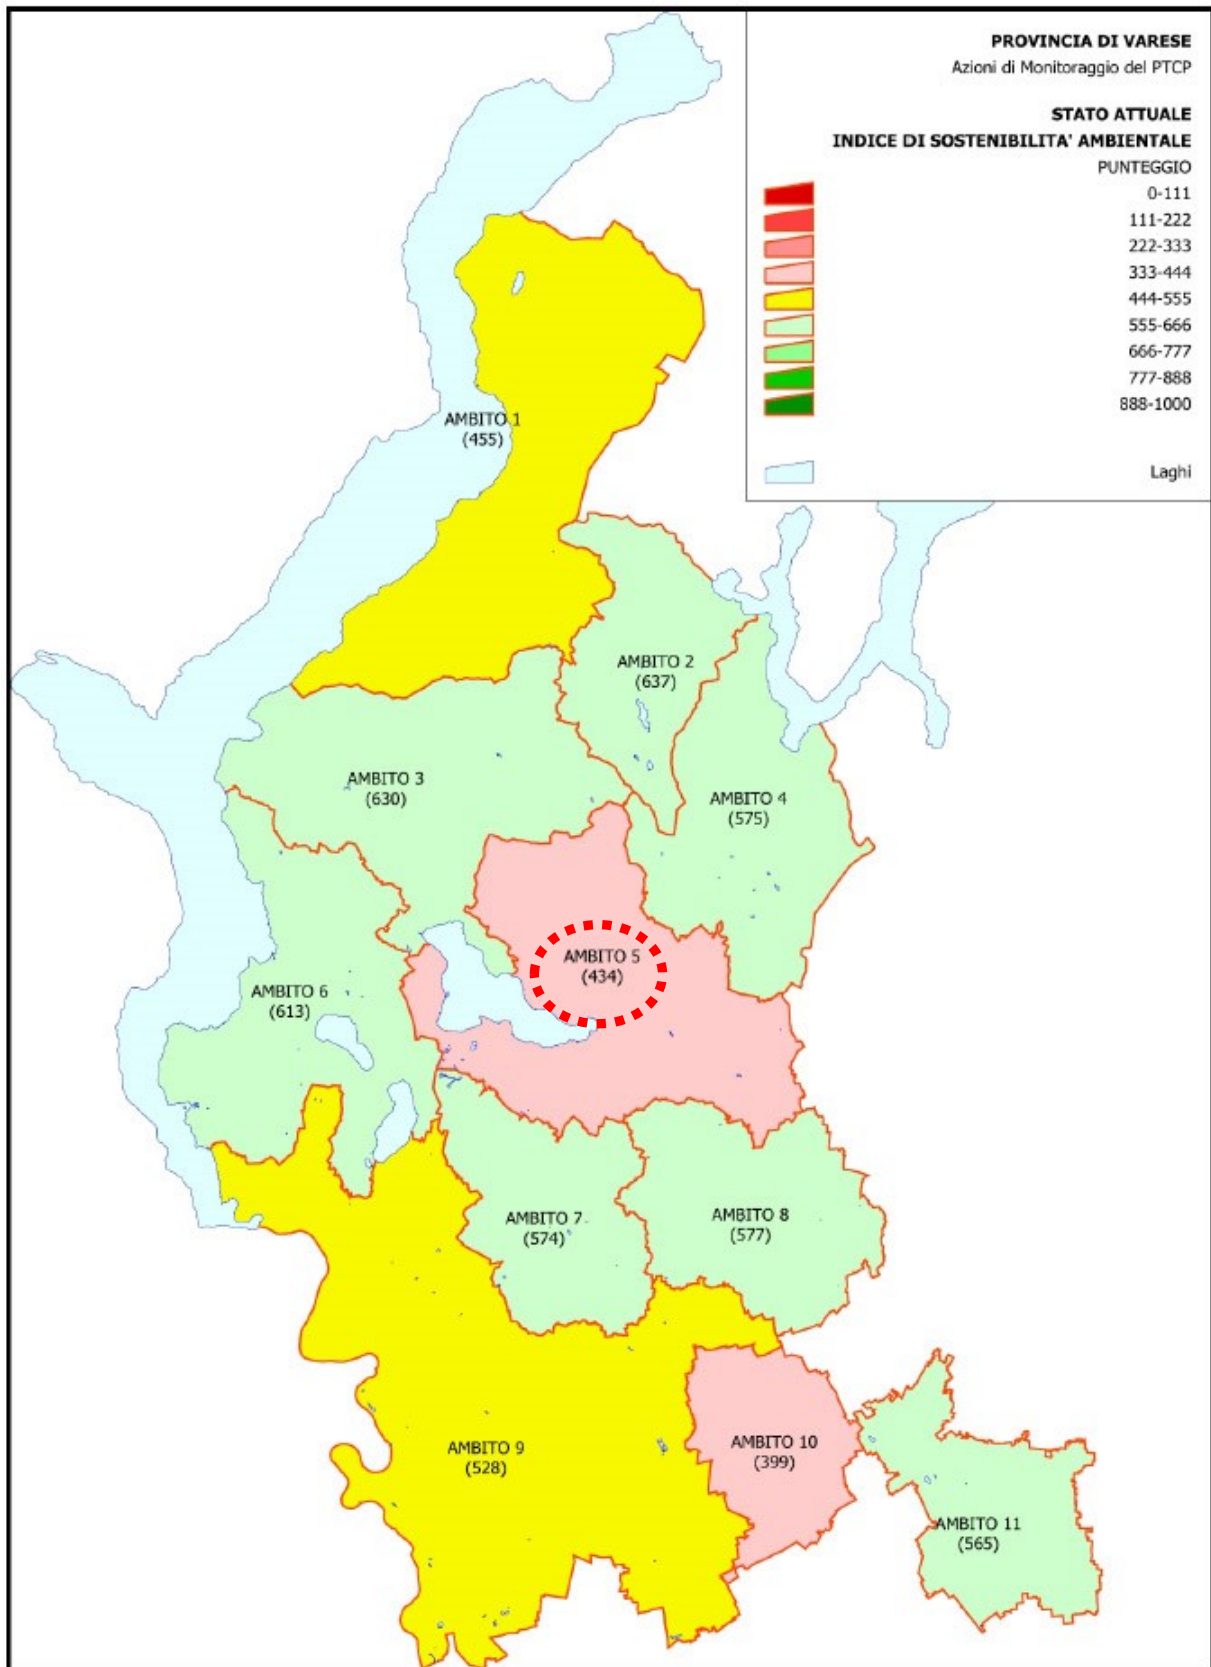 PROVINCIA DI VARESE
Azioni di Monitoraggio del PTCP
STATO ATTUALE
INDICE DI SOSTENIBILITA' AMBIENTALE
PUNTEGGIO
0-111
111-222
222-333
333-444
444-555
555-666
666-777
777-888
888-1000
Laghi
AMBITO 1
(455)
AMBITO 2
(637)
AMBITO 3
(630)
AMBITO 4
(575)
AMBITO 5
(434)
AMBITO 6
(613)
AMBITO 7
(574)
AMBITO 8
(577)
AMBITO 9
(528)
AMBITO 10
(399)
AMBITO 11
(565)